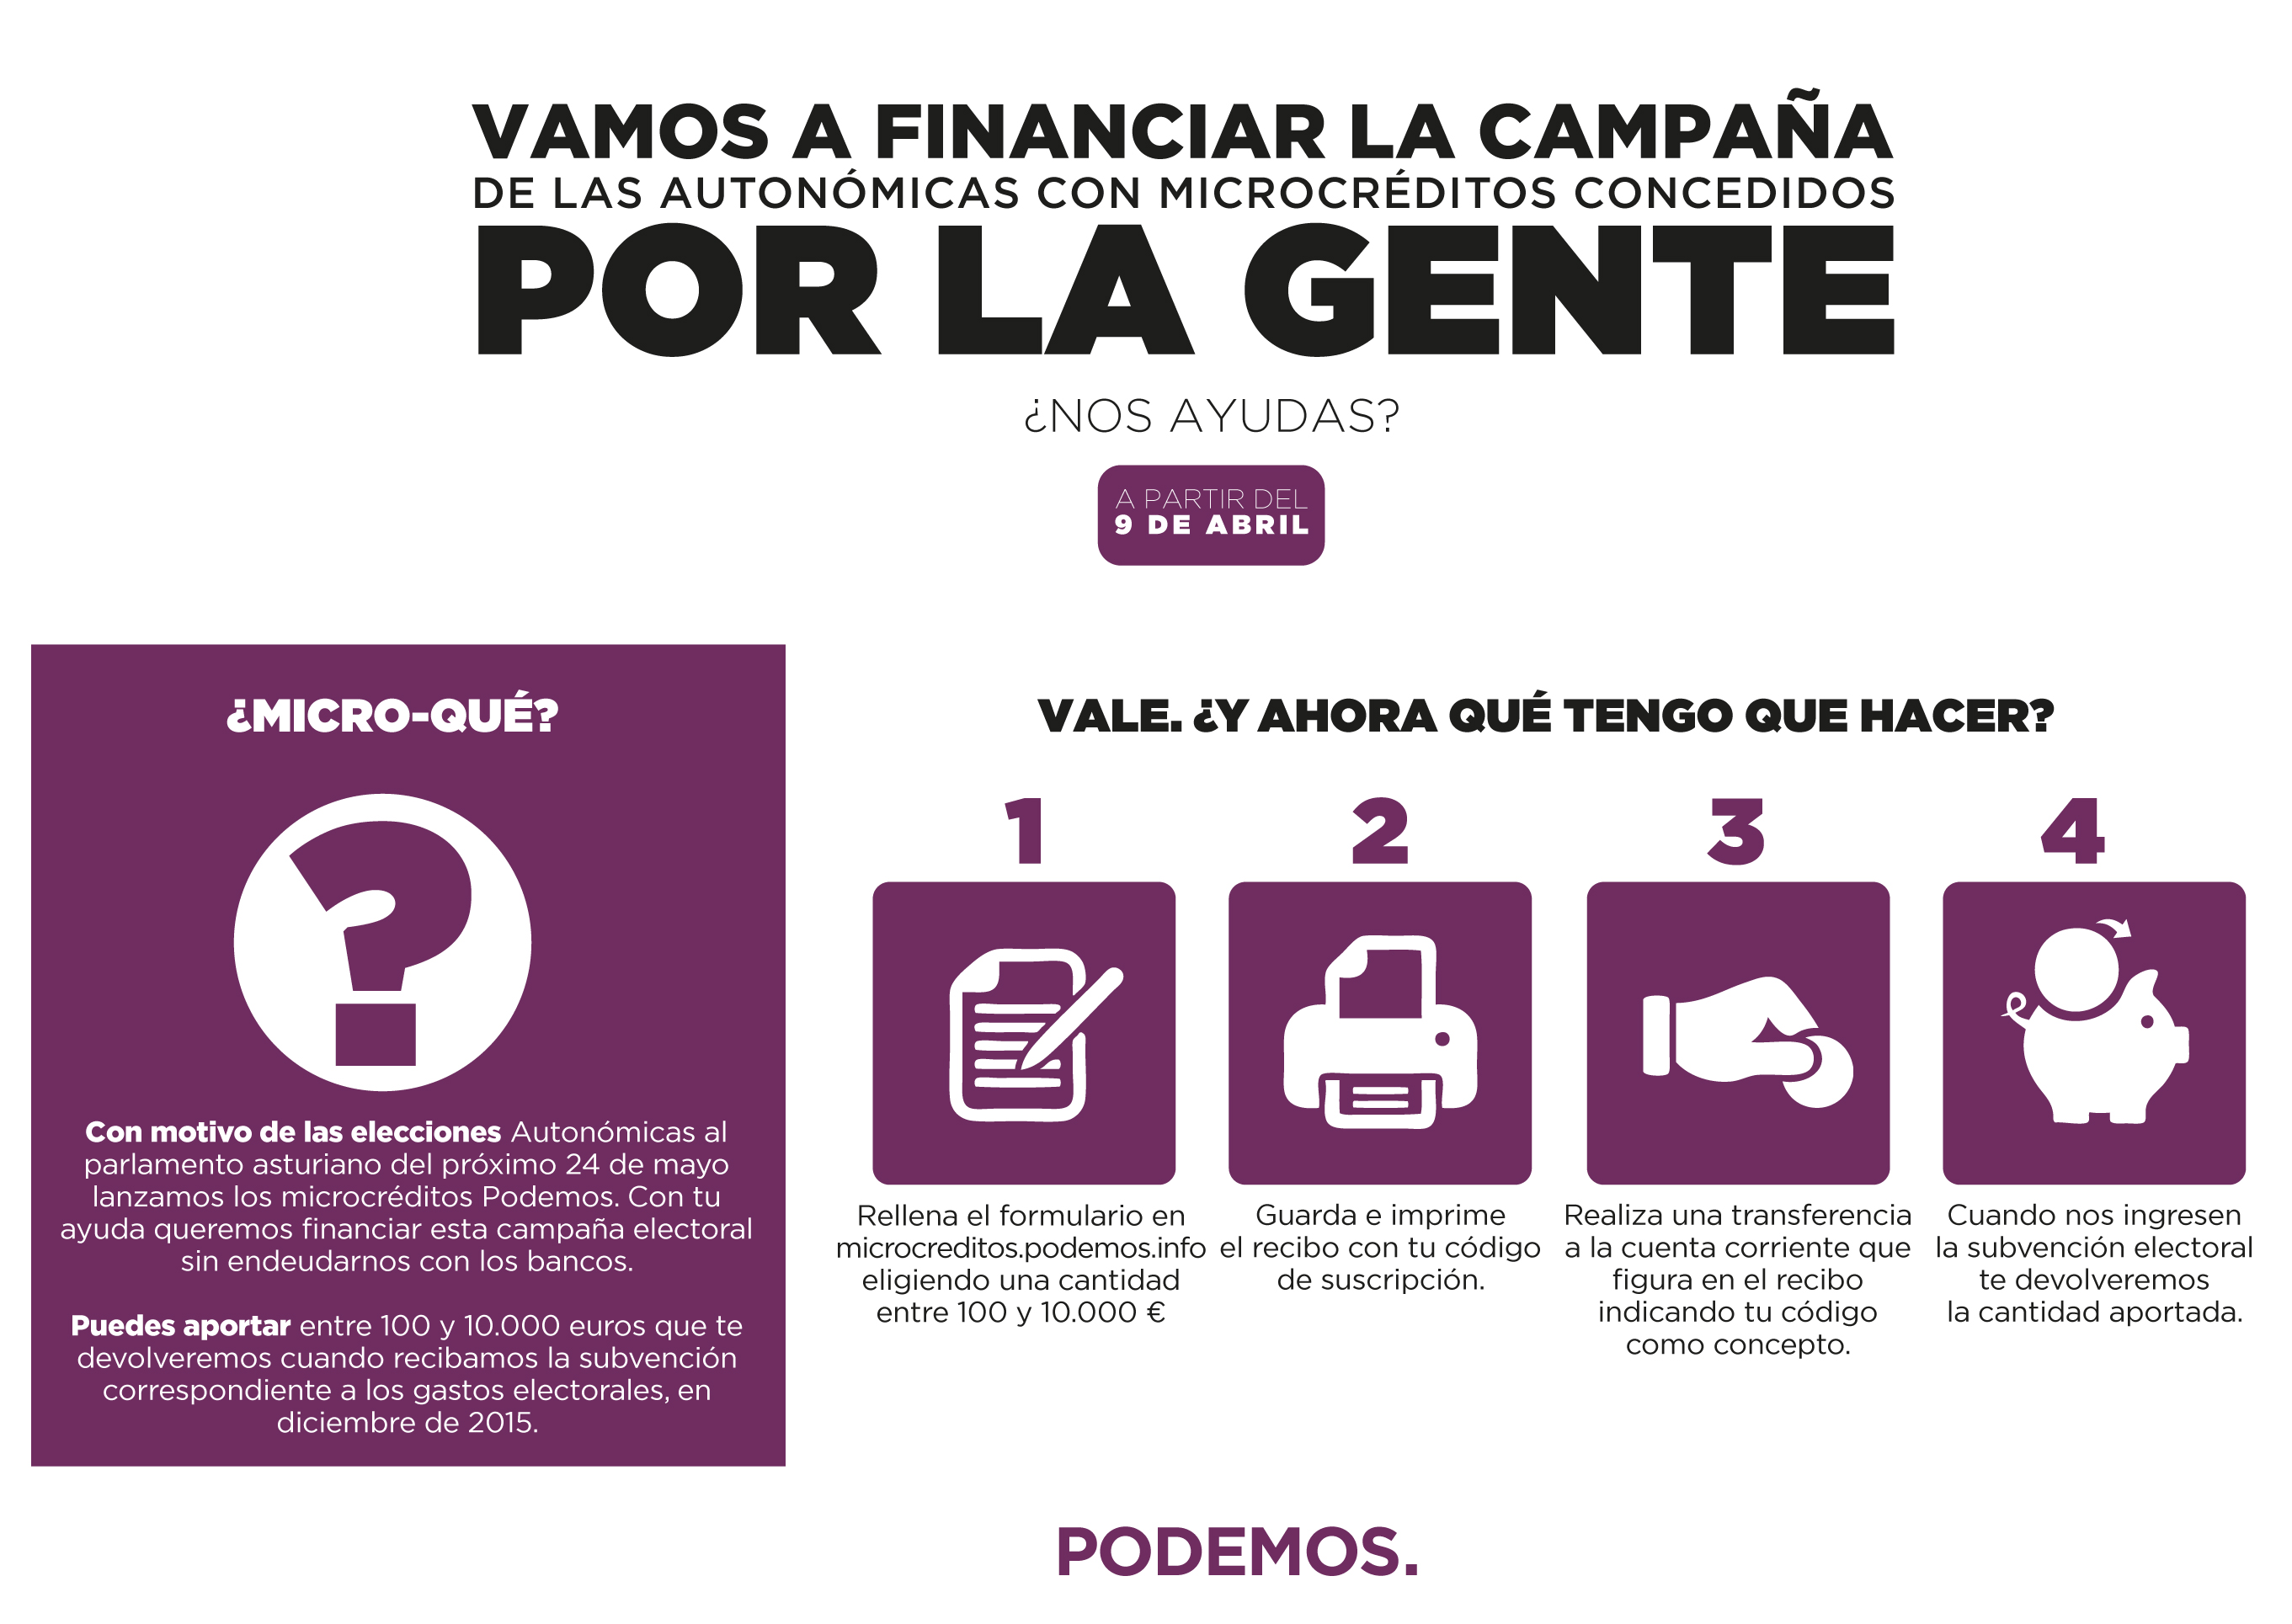 VAMOS A FINANCIAR LA CAMPAÑA
DE LAS AUTONÓMICAS CON MICROCRÉDITOS CONCEDIDOS
POR LA GENTE
¿NOS AYUDAS?
A PARTIR DEL
9 DE ABRIL
¿MICRO-QUÉ?
?
Con motivo de las elecciones Autonómicas al
parlamento asturiano del próximo 24 de mayo
lanzamos los microcréditos Podemos. Con tu
ayuda queremos financiar esta campaña electoral
sin endeudarnos con los bancos.
Puedes aportar entre 100 y 10.000 euros que te
devolveremos cuando recibamos la subvención
correspondiente a los gastos electorales, en
diciembre de 2015.
VALE. ¿Y AHORA QUÉ TENGO QUE HACER?
1
Rellena el formulario en
microcreditos.podemos.info
eligiendo una cantidad
entre 100 y 10.000 €
2
Guarda e imprime
el recibo con tu código
de suscripción.
3
Realiza una transferencia
a la cuenta corriente que
figura en el recibo
indicando tu código
como concepto.
4
Cuando nos ingresen
la subvención electoral
te devolveremos
la cantidad aportada.
PODEMOS.